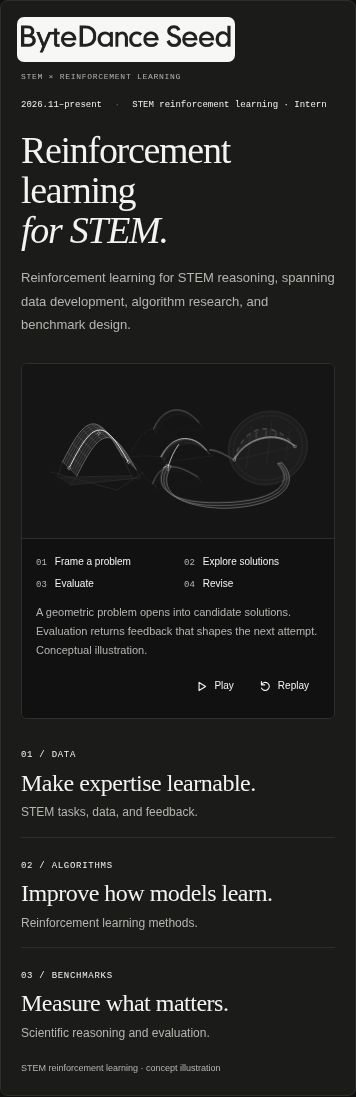 ByteDance Seed
STEM × REINFORCEMENT LEARNING
2026.11–present · STEM reinforcement learning · Intern
Reinforcement
learning
for STEM.
Reinforcement learning for STEM reasoning, spanning
data development, algorithm research, and
benchmark design.
01 Frame a problem
02 Explore solutions
03 Evaluate
04 Revise
A geometric problem opens into candidate solutions.
Evaluation returns feedback that shapes the next attempt.
Conceptual illustration.
Play
Replay
01 / DATA
Make expertise learnable.
STEM tasks, data, and feedback.
02 / ALGORITHMS
Improve how models learn.
Reinforcement learning methods.
03 / BENCHMARKS
Measure what matters.
Scientific reasoning and evaluation.
STEM reinforcement learning · concept illustration